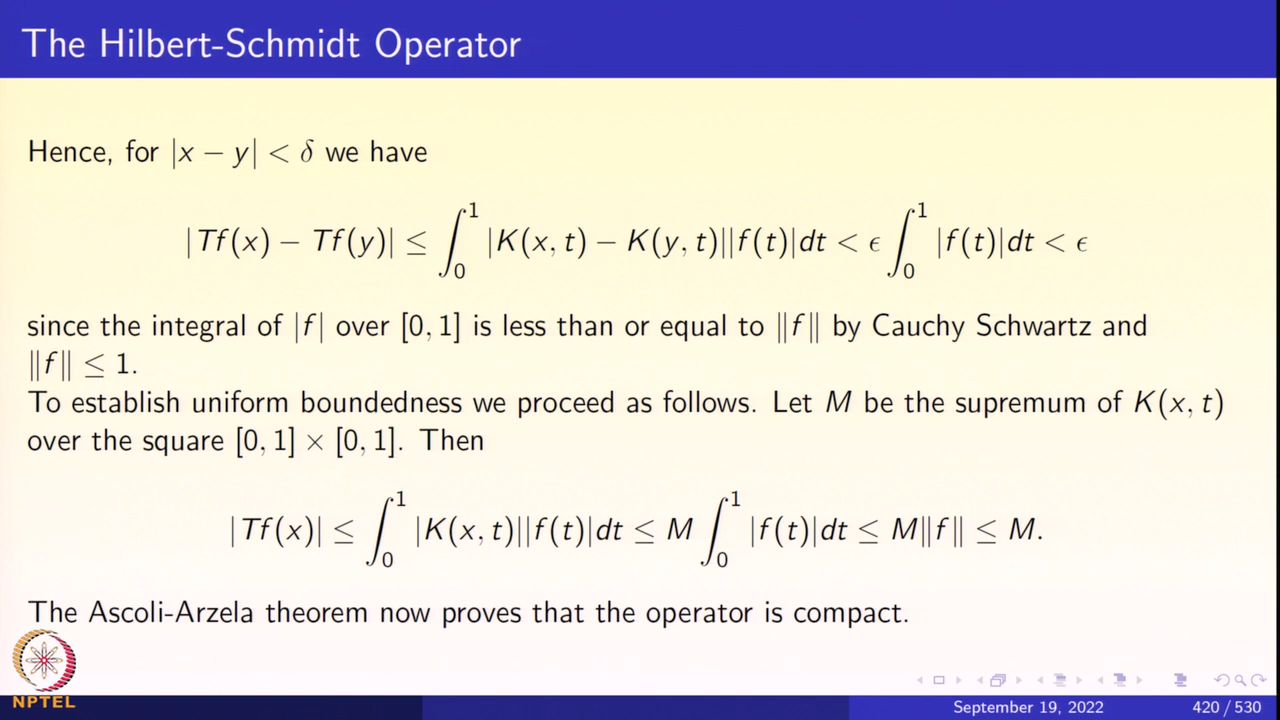 The Hilbert-Schmidt Operator
Hence, for |x − y| < δ we have
|Tf(x) − Tf(y)| ≤ ∫₀¹ |K(x, t) − K(y, t)||f(t)|dt < ϵ ∫₀¹ |f(t)|dt < ϵ
since the integral of |f| over [0, 1] is less than or equal to ‖f‖ by Cauchy Schwartz and
‖f‖ ≤ 1.
To establish uniform boundedness we proceed as follows. Let M be the supremum of K(x, t)
over the square [0, 1] × [0, 1]. Then
|Tf(x)| ≤ ∫₀¹ |K(x, t)||f(t)|dt ≤ M ∫₀¹ |f(t)|dt ≤ M‖f‖ ≤ M.
The Ascoli-Arzela theorem now proves that the operator is compact.
NPTEL
September 19, 2022 420 / 530